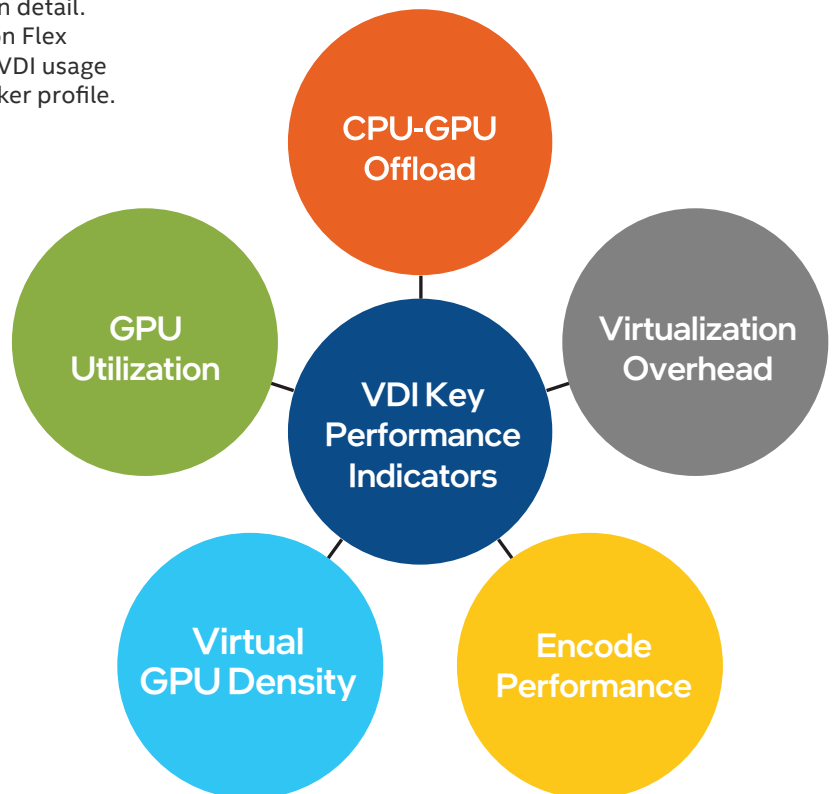 n detail.
on Flex
VDI usage
ker profile.
CPU-GPU
Offload
GPU
Utilization
Virtualization
Overhead
VDI Key
Performance
Indicators
Virtual
GPU Density
Encode
Performance